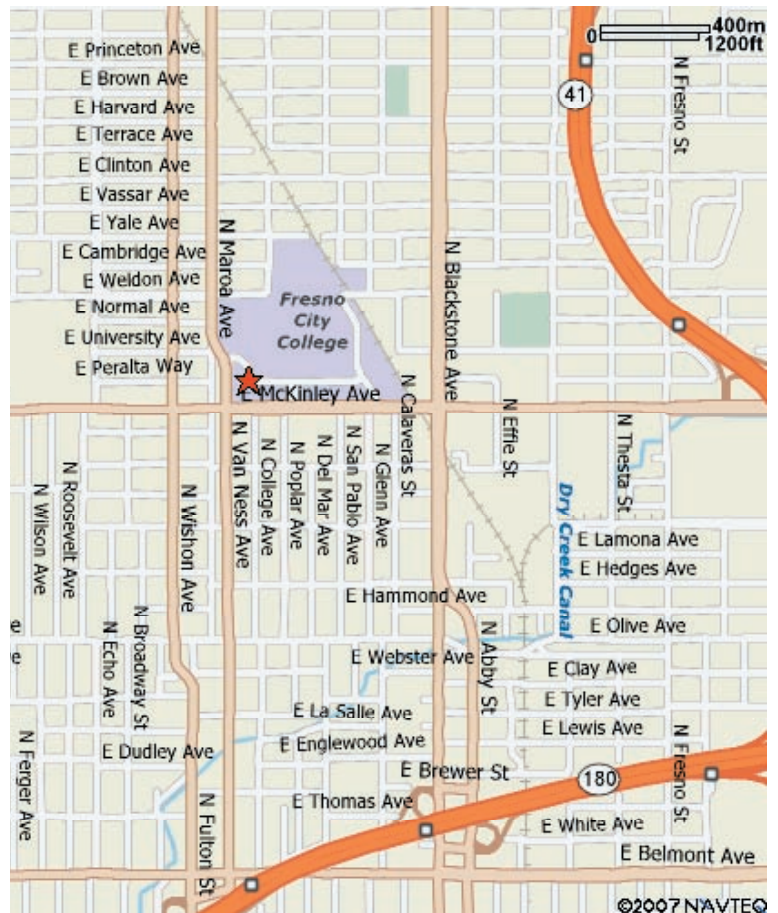 400m
0
1200ft
E Princeton Ave
E Brown Ave
E Harvard Ave
E Terrace Ave
E Clinton Ave
E Vassar Ave
E Yale Ave
E Cambridge Ave
E Weldon Ave
E Normal Ave
E University Ave
E Peralta Way
N Maroa Ave
41
N Fresno St
N Blackstone Ave
Fresno
City
College
E McKinley Ave
N Calaveras St
N Effie St
N Thesta St
N Wilson Ave
N Roosevelt Ave
N Wishon Ave
N Van Ness Ave
N College Ave
N Poplar Ave
N Del Mar Ave
N San Pablo Ave
N Glenn Ave
Dry Creek Canal
E Lamona Ave
E Hedges Ave
E Hammond Ave
E Olive Ave
N Echo Ave
N Broadway St
E Webster Ave
N Abby St
E Clay Ave
E Tyler Ave
E La Salle Ave
E Lewis Ave
E Englewood Ave
E Dudley Ave
N Ferger Ave
E Brewer St
180
N Fresno St
E Thomas Ave
N Fulton St
E White Ave
E Belmont Ave
©2007 NAVTEQ